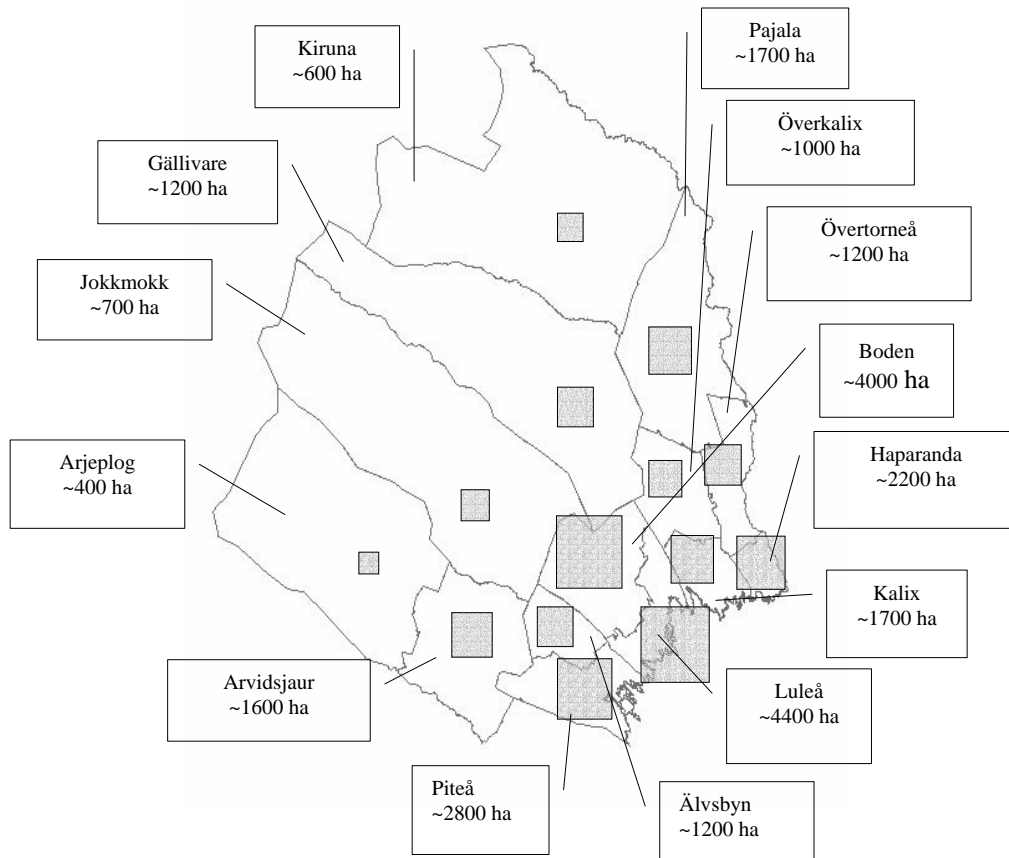 Kiruna
~600 ha
Pajala
~1700 ha
Överkalix
~1000 ha
Gällivare
~1200 ha
Övertorneå
~1200 ha
Jokkmokk
~700 ha
Boden
~4000 ha
Arjeplog
~400 ha
Haparanda
~2200 ha
Kalix
~1700 ha
Arvidsjaur
~1600 ha
Luleå
~4400 ha
Piteå
~2800 ha
Älvsbyn
~1200 ha